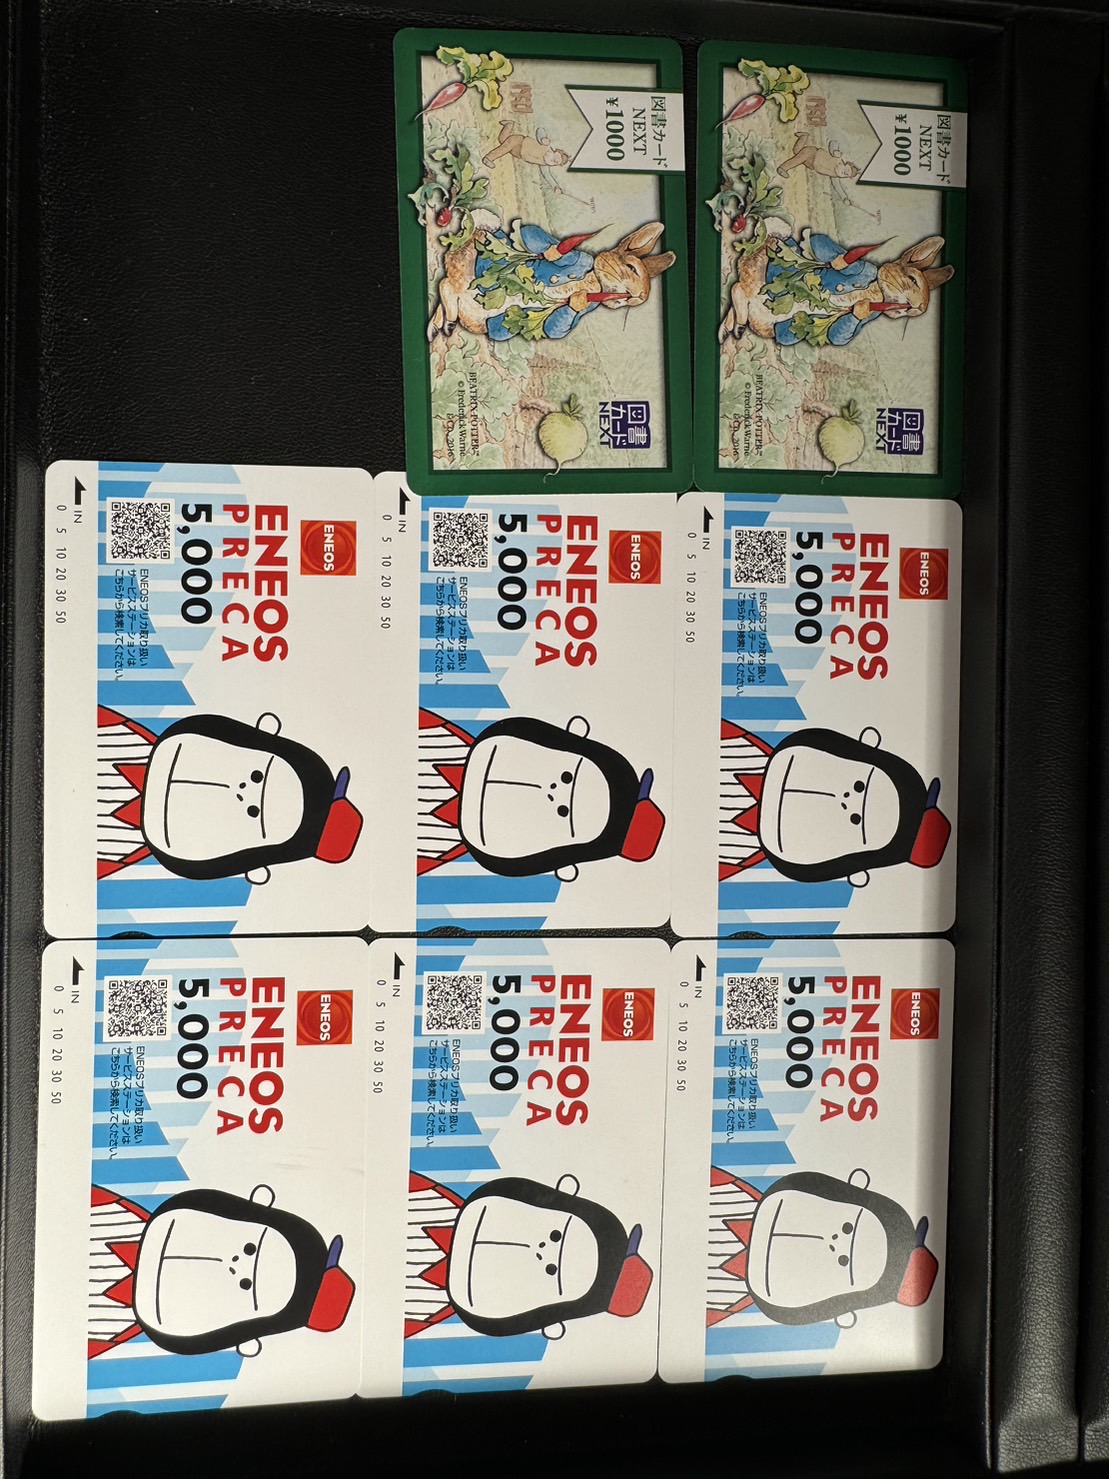 図書カード
NEXT
¥1000
図書カード
NEXT
BEATRIX POTTER™
© Frederick Warne
& Co., 2016
図書カード
NEXT
¥1000
図書カード
NEXT
BEATRIX POTTER™
© Frederick Warne
& Co., 2016
ENEOS
ENEOS
PRECA
5,000
ENEOSプリカ取り扱い
サービスステーションは
こちらから検索してください。
IN
0 5 10 20 30 50
ENEOS
ENEOS
PRECA
5,000
ENEOSプリカ取り扱い
サービスステーションは
こちらから検索してください。
IN
0 5 10 20 30 50
ENEOS
ENEOS
PRECA
5,000
ENEOSプリカ取り扱い
サービスステーションは
こちらから検索してください。
IN
0 5 10 20 30 50
ENEOS
ENEOS
PRECA
5,000
ENEOSプリカ取り扱い
サービスステーションは
こちらから検索してください。
IN
0 5 10 20 30 50
ENEOS
ENEOS
PRECA
5,000
ENEOSプリカ取り扱い
サービスステーションは
こちらから検索してください。
IN
0 5 10 20 30 50
ENEOS
ENEOS
PRECA
5,000
ENEOSプリカ取り扱い
サービスステーションは
こちらから検索してください。
IN
0 5 10 20 30 50